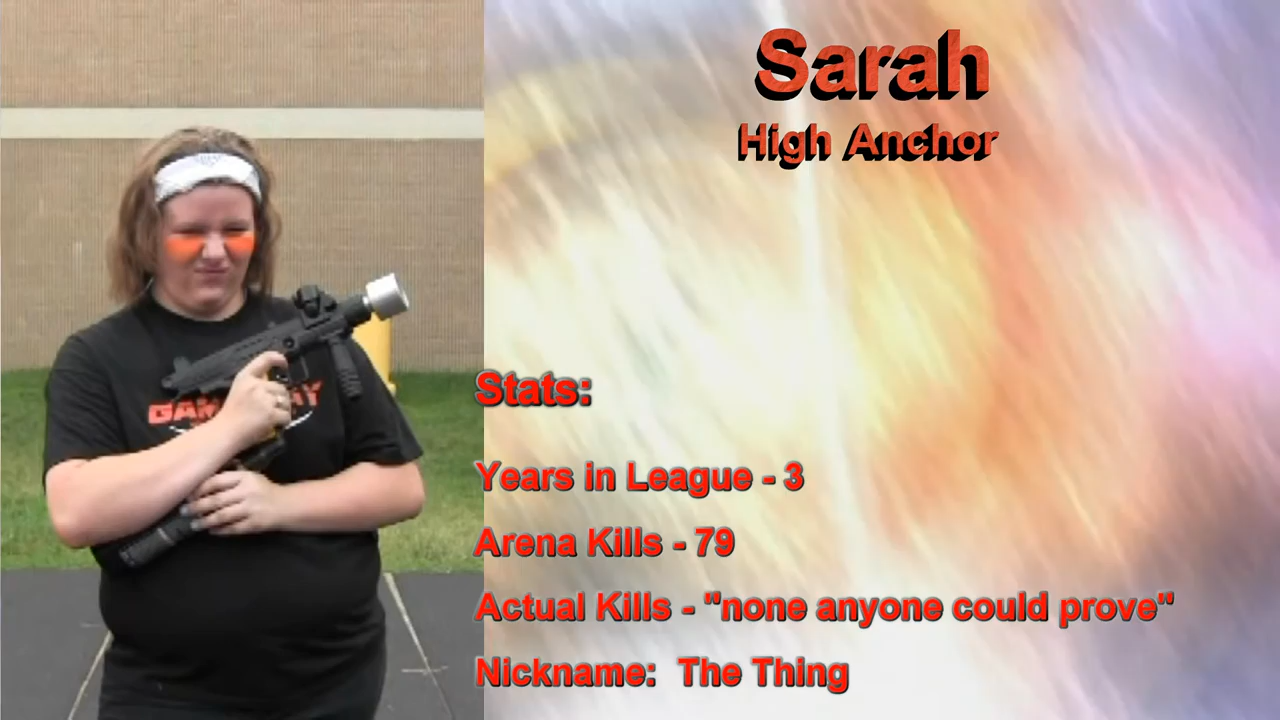 Sarah
High Anchor
Stats:
Years in League - 3
Arena Kills - 79
Actual Kills - "none anyone could prove"
Nickname: The Thing